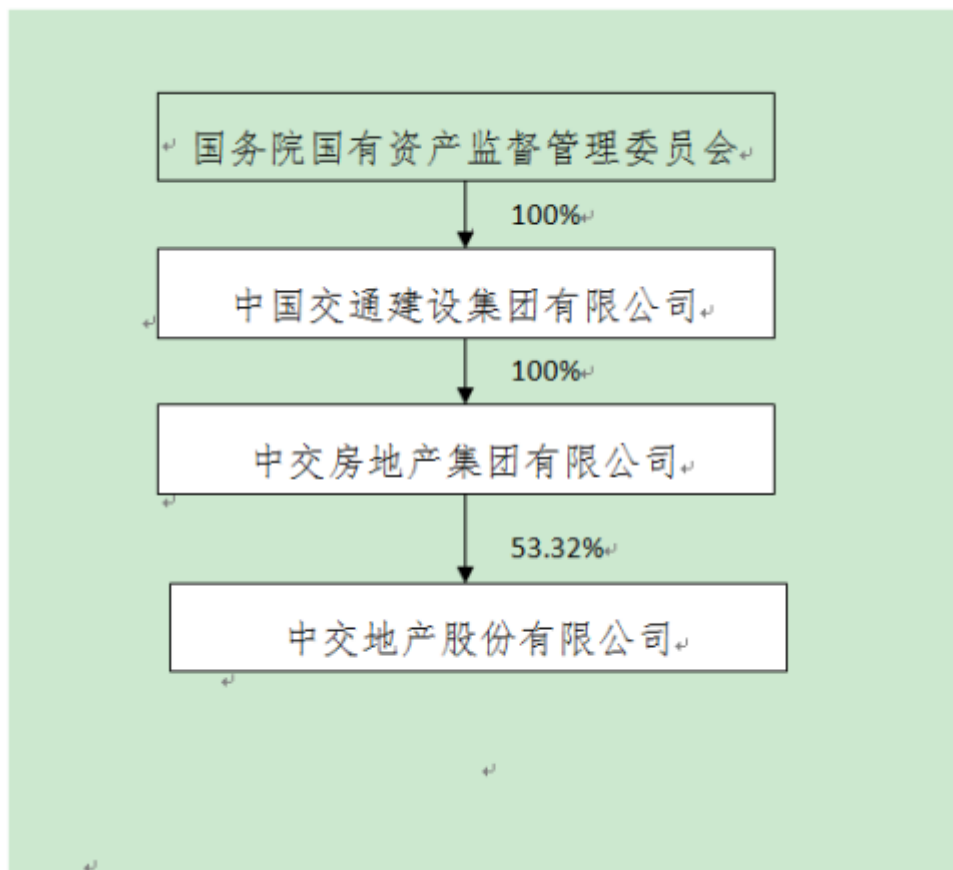 国务院国有资产监督管理委员会
100%
中国交通建设集团有限公司
100%
中交房地产集团有限公司
53.32%
中交地产股份有限公司